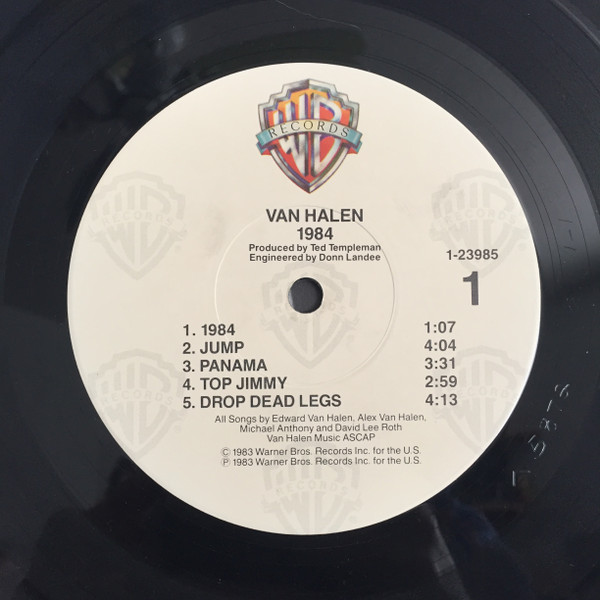 WB
RECORDS
VAN HALEN
1984
Produced by Ted Templeman
Engineered by Donn Landee
1-23985
1
1. 1984 1:07
2. JUMP 4:04
3. PANAMA 3:31
4. TOP JIMMY 2:59
5. DROP DEAD LEGS 4:13
All Songs by Edward Van Halen, Alex Van Halen,
Michael Anthony and David Lee Roth
Van Halen Music ASCAP
© 1983 Warner Bros. Records Inc. for the U.S.
℗ 1983 Warner Bros. Records Inc. for the U.S.